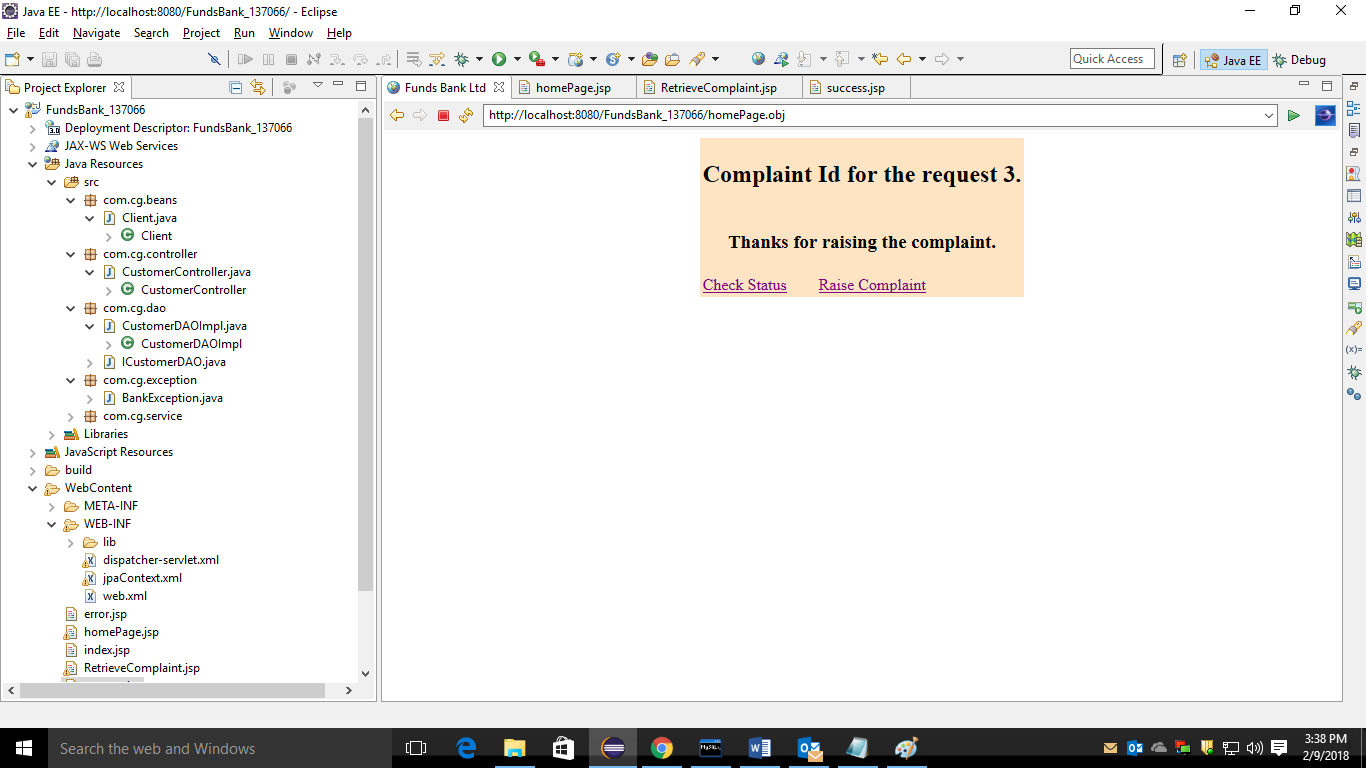 Java EE - http://localhost:8080/FundsBank_137066/ - Eclipse
File Edit Navigate Search Project Run Window Help
Quick Access
Java EE
Debug
Project Explorer
FundsBank_137066
Deployment Descriptor: FundsBank_137066
JAX-WS Web Services
Java Resources
src
com.cg.beans
Client.java
Client
com.cg.controller
CustomerController.java
CustomerController
com.cg.dao
CustomerDAOImpl.java
CustomerDAOImpl
ICustomerDAO.java
com.cg.exception
BankException.java
com.cg.service
Libraries
JavaScript Resources
build
WebContent
META-INF
WEB-INF
lib
dispatcher-servlet.xml
jpaContext.xml
web.xml
error.jsp
homePage.jsp
index.jsp
RetrieveComplaint.jsp
Funds Bank Ltd homePage.jsp RetrieveComplaint.jsp success.jsp
http://localhost:8080/FundsBank_137066/homePage.obj
Complaint Id for the request 3.
Thanks for raising the complaint.
Check Status Raise Complaint
(x)=
Search the web and Windows
MySQL
3:38 PM
2/9/2018